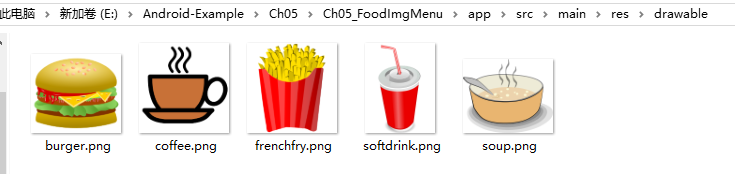 此电脑 > 新加卷 (E:) > Android-Example > Ch05 > Ch05_FoodImgMenu > app > src > main > res > drawable
burger.png coffee.png frenchfry.png softdrink.png soup.png